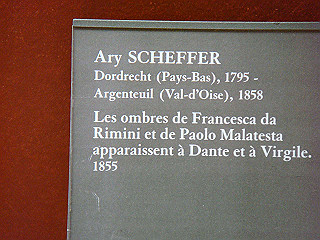 Ary SCHEFFER
Dordrecht (Pays-Bas), 1795 -
Argenteuil (Val-d'Oise), 1858
Les ombres de Francesca da
Rimini et de Paolo Malatesta
apparaissent à Dante et à Virgile.
1855